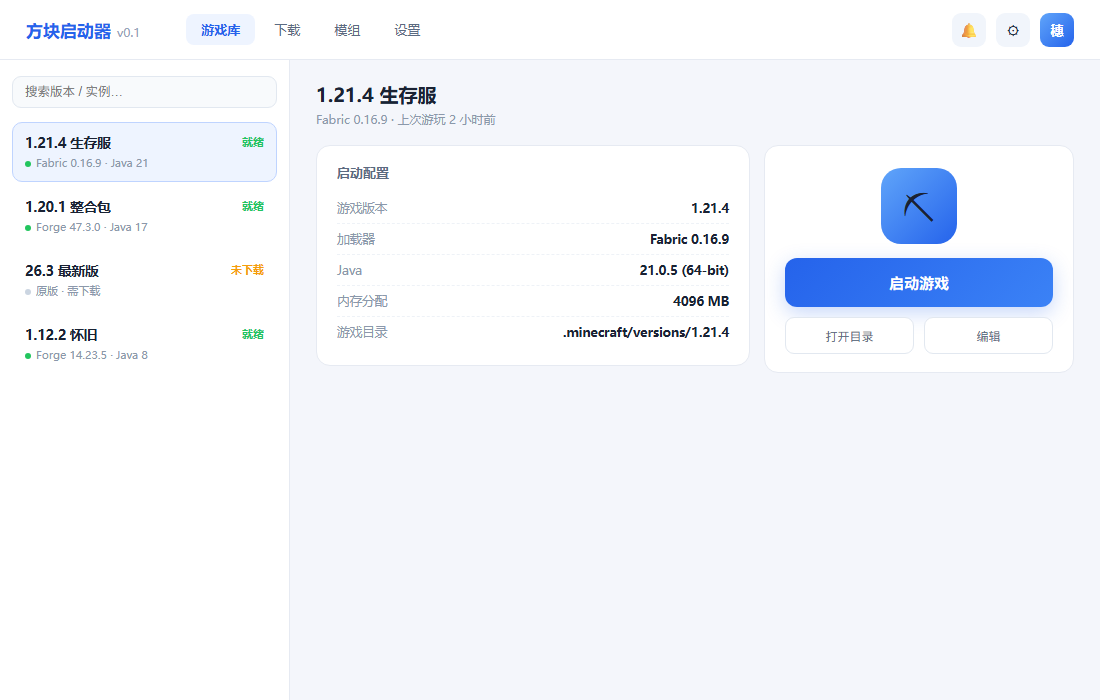 方块启动器 v0.1
游戏库 下载 模组 设置
穗
搜索版本 / 实例...
1.21.4 生存服 就绪
Fabric 0.16.9 · Java 21
1.20.1 整合包 就绪
Forge 47.3.0 · Java 17
26.3 最新版 未下载
原版 · 需下载
1.12.2 怀旧 就绪
Forge 14.23.5 · Java 8
1.21.4 生存服
Fabric 0.16.9 · 上次游玩 2 小时前
启动配置
游戏版本 1.21.4
加载器 Fabric 0.16.9
Java 21.0.5 (64-bit)
内存分配 4096 MB
游戏目录 .minecraft/versions/1.21.4
启动游戏
打开目录 编辑